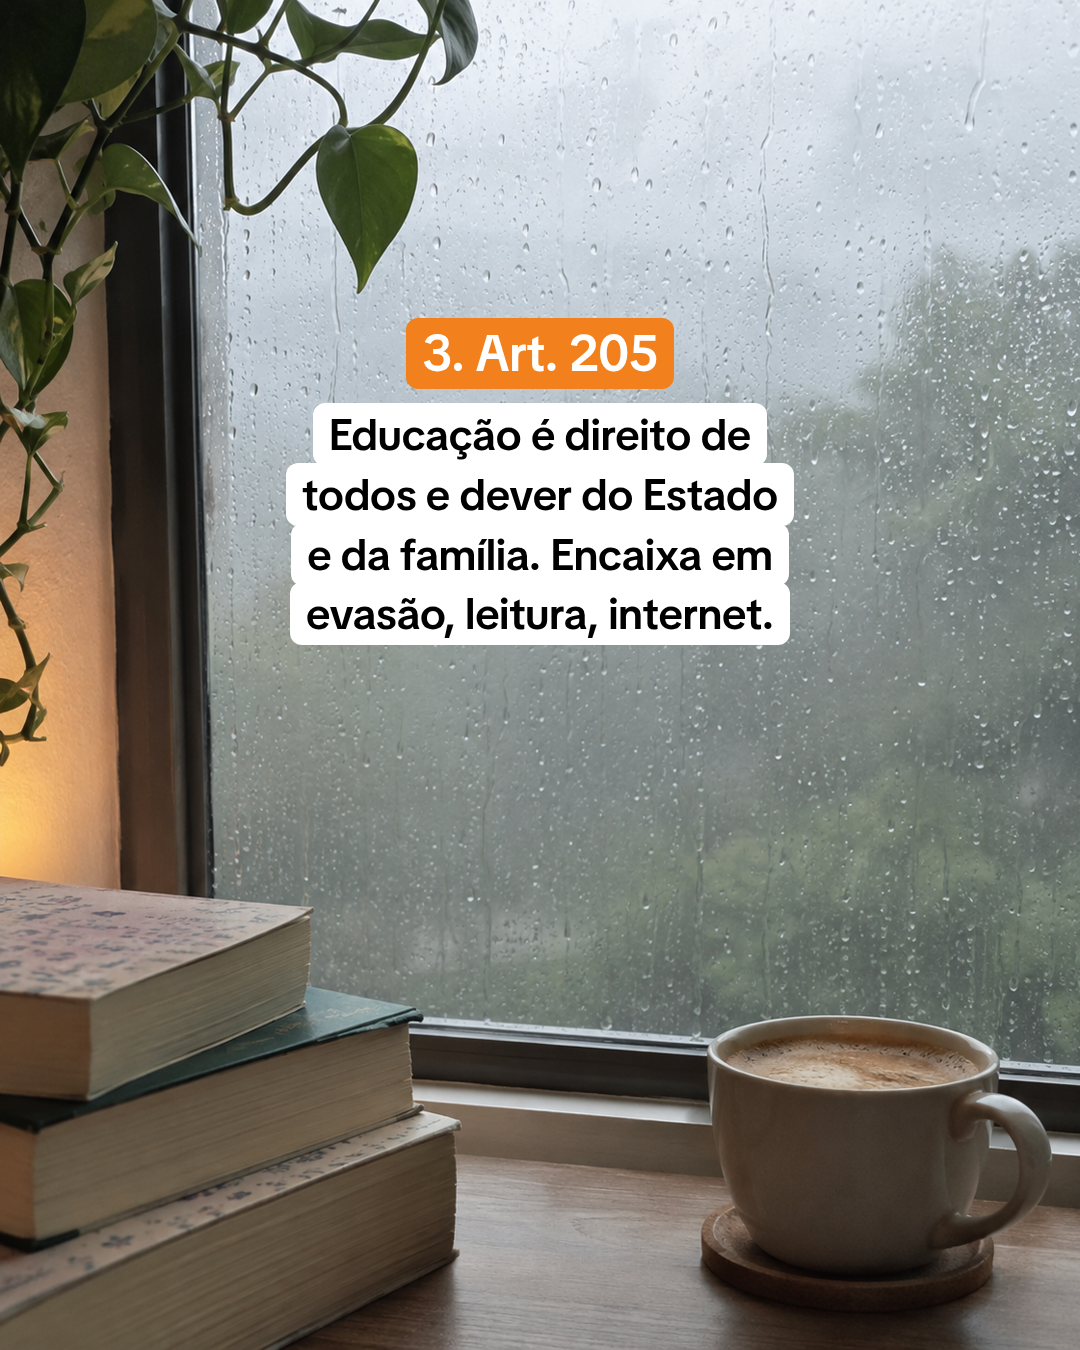 3. Art. 205
Educação é direito de
todos e dever do Estado
e da família. Encaixa em
evasão, leitura, internet.